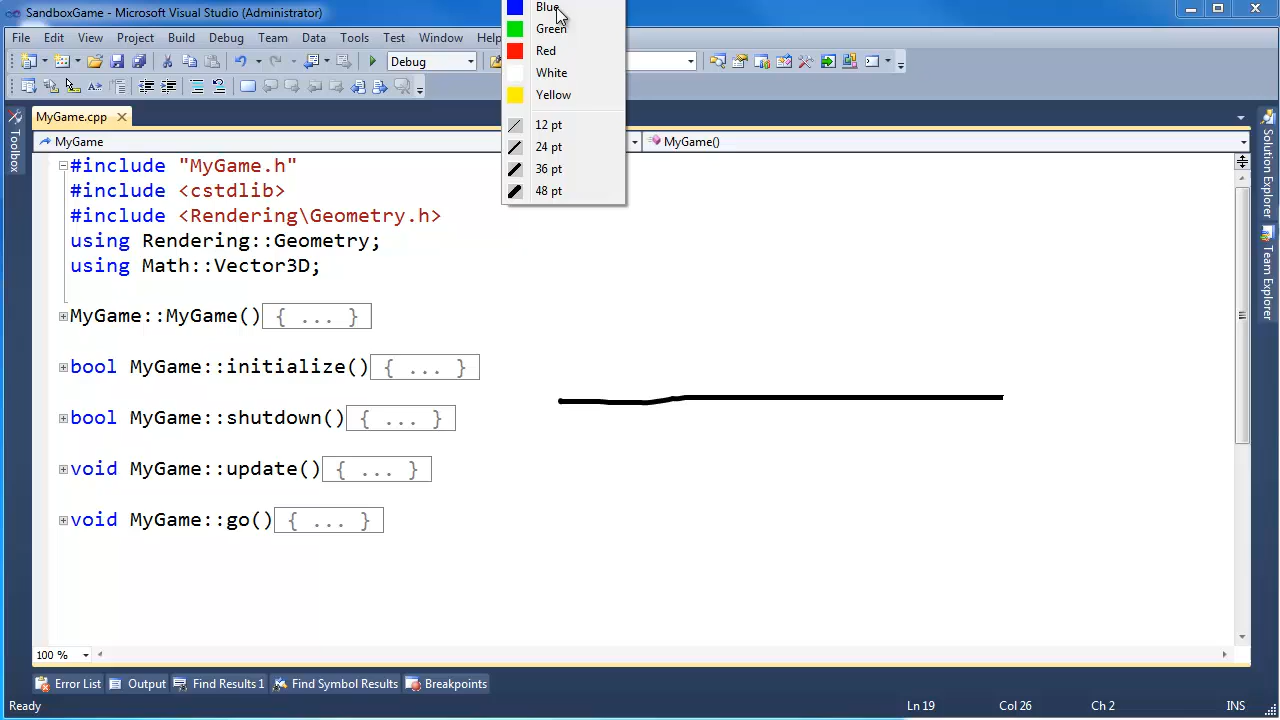 SandboxGame - Microsoft Visual Studio (Administrator)
File Edit View Project Build Debug Team Data Tools Test Window Help
Debug
Blue
Green
Red
White
Yellow
12 pt
24 pt
36 pt
48 pt
MyGame.cpp
MyGame
MyGame()
Toolbox
Solution Explorer
Team Explorer
#include "MyGame.h"
#include <cstdlib>
#include <Rendering\Geometry.h>
using Rendering::Geometry;
using Math::Vector3D;
MyGame::MyGame(){ ... }
bool MyGame::initialize(){ ... }
bool MyGame::shutdown(){ ... }
void MyGame::update(){ ... }
void MyGame::go(){ ... }
100 %
Error List Output Find Results 1 Find Symbol Results Breakpoints
Ready Ln 19 Col 26 Ch 2 INS